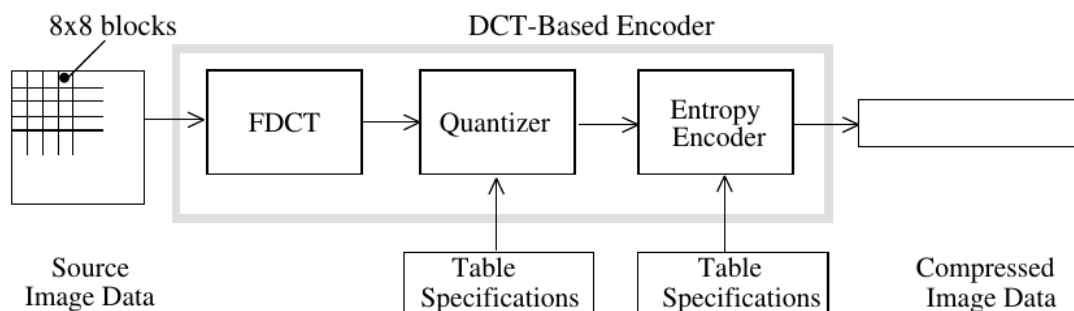 8x8 blocks
DCT-Based Encoder
FDCT
Quantizer
Entropy
Encoder
Source
Image Data
Table
Specifications
Table
Specifications
Compressed
Image Data